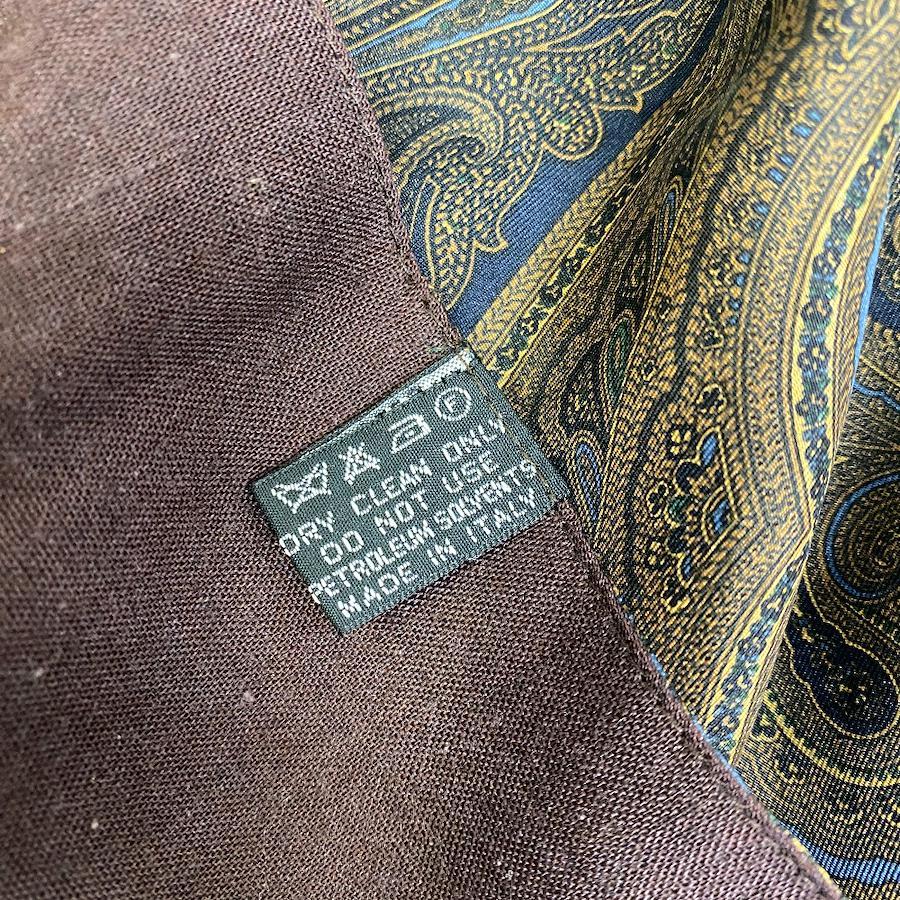 F
DRY CLEAN ONLY
DO NOT USE
PETROLEUM SOLVENTS
MADE IN ITALY